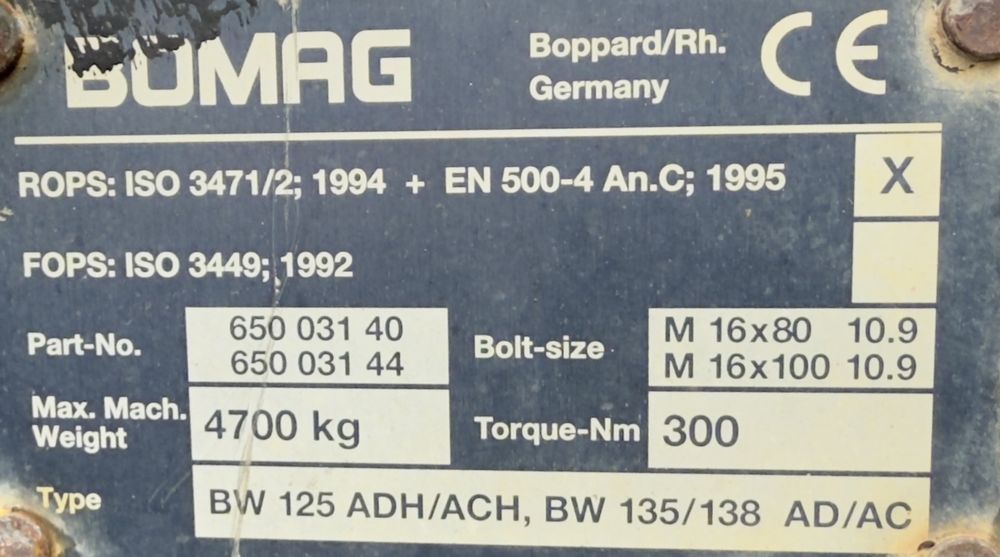 BOMAG
Boppard/Rh.
Germany
CE
ROPS: ISO 3471/2; 1994 + EN 500-4 An.C; 1995 X
FOPS: ISO 3449; 1992
Part-No. 650 031 40
650 031 44
Bolt-size M 16x80 10.9
M 16x100 10.9
Max. Mach.
Weight 4700 kg
Torque-Nm 300
Type BW 125 ADH/ACH, BW 135/138 AD/AC